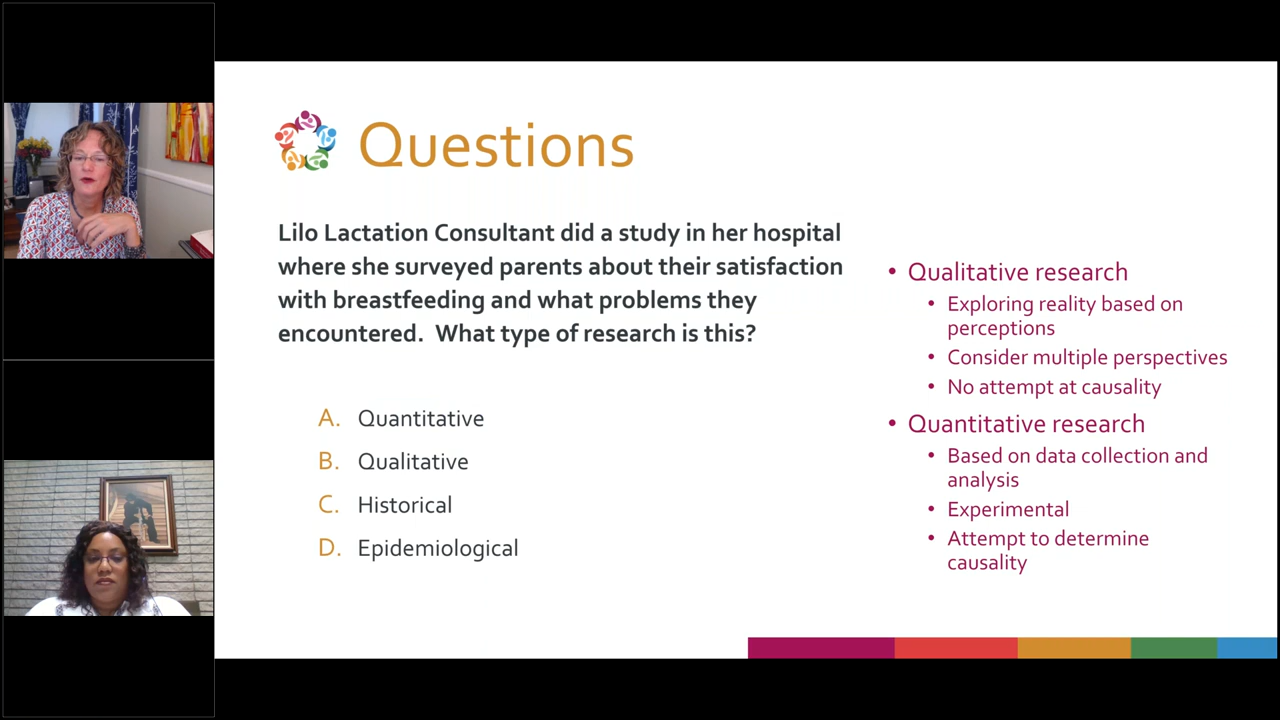 Questions
Lilo Lactation Consultant did a study in her hospital
where she surveyed parents about their satisfaction
with breastfeeding and what problems they
encountered.  What type of research is this?
A. Quantitative
B. Qualitative
C. Historical
D. Epidemiological
• Qualitative research
• Exploring reality based on
perceptions
• Consider multiple perspectives
• No attempt at causality
• Quantitative research
• Based on data collection and
analysis
• Experimental
• Attempt to determine
causality